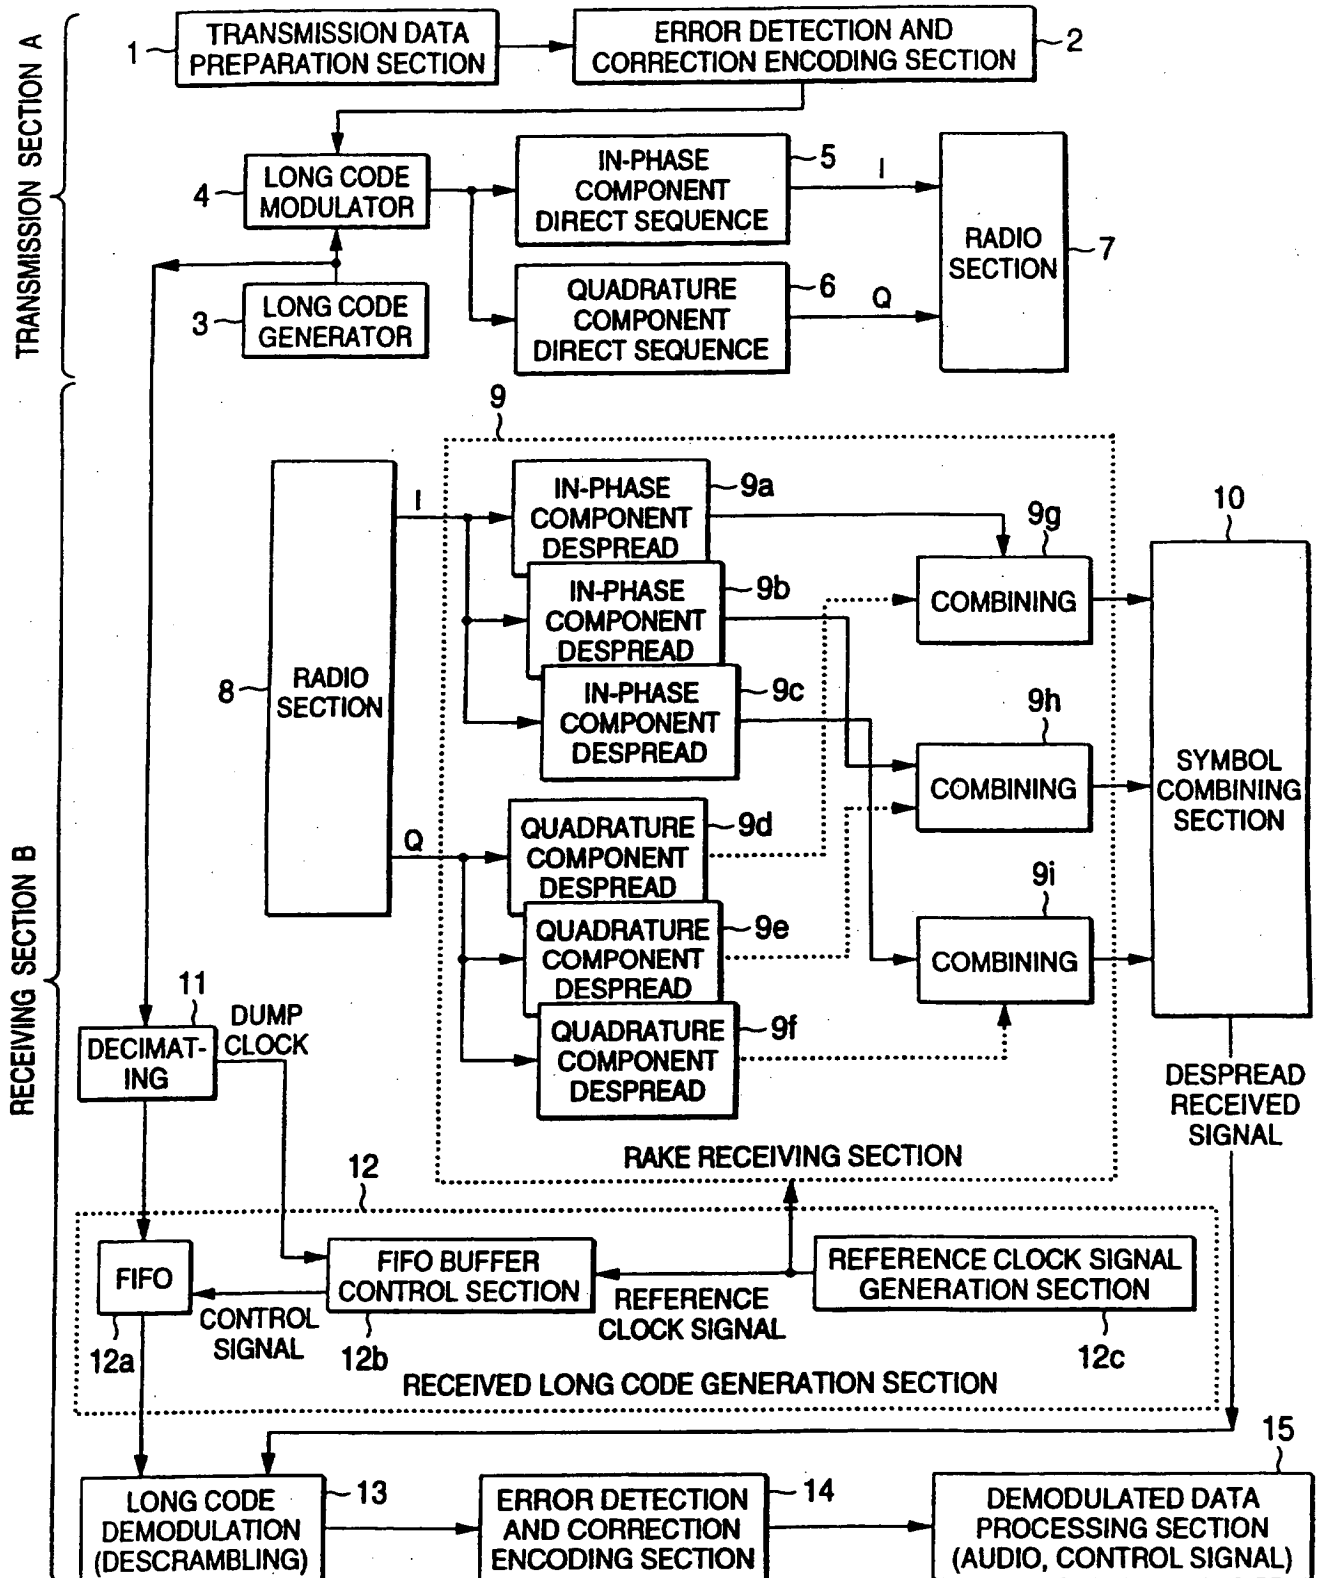 TRANSMISSION SECTION A
1
TRANSMISSION DATA
PREPARATION SECTION
ERROR DETECTION AND
CORRECTION ENCODING SECTION
2
4
LONG CODE
MODULATOR
IN-PHASE
COMPONENT
DIRECT SEQUENCE
5
I
RADIO
SECTION
7
3
LONG CODE
GENERATOR
QUADRATURE
COMPONENT
DIRECT SEQUENCE
6
Q
RECEIVING SECTION B
9
8
RADIO
SECTION
I
IN-PHASE
COMPONENT
DESPREAD
9a
IN-PHASE
COMPONENT
DESPREAD
9b
IN-PHASE
COMPONENT
DESPREAD
9c
Q
QUADRATURE
COMPONENT
DESPREAD
9d
QUADRATURE
COMPONENT
DESPREAD
9e
QUADRATURE
COMPONENT
DESPREAD
9f
9g
COMBINING
9h
COMBINING
9i
COMBINING
10
SYMBOL
COMBINING
SECTION
RAKE RECEIVING SECTION
DESPREAD
RECEIVED
SIGNAL
11
DECIMAT-
ING
DUMP
CLOCK
12
FIFO
12a
CONTROL
SIGNAL
FIFO BUFFER
CONTROL SECTION
12b
REFERENCE
CLOCK SIGNAL
REFERENCE CLOCK SIGNAL
GENERATION SECTION
12c
RECEIVED LONG CODE GENERATION SECTION
LONG CODE
DEMODULATION
(DESCRAMBLING)
13
ERROR DETECTION
AND CORRECTION
ENCODING SECTION
14
15
DEMODULATED DATA
PROCESSING SECTION
(AUDIO, CONTROL SIGNAL)